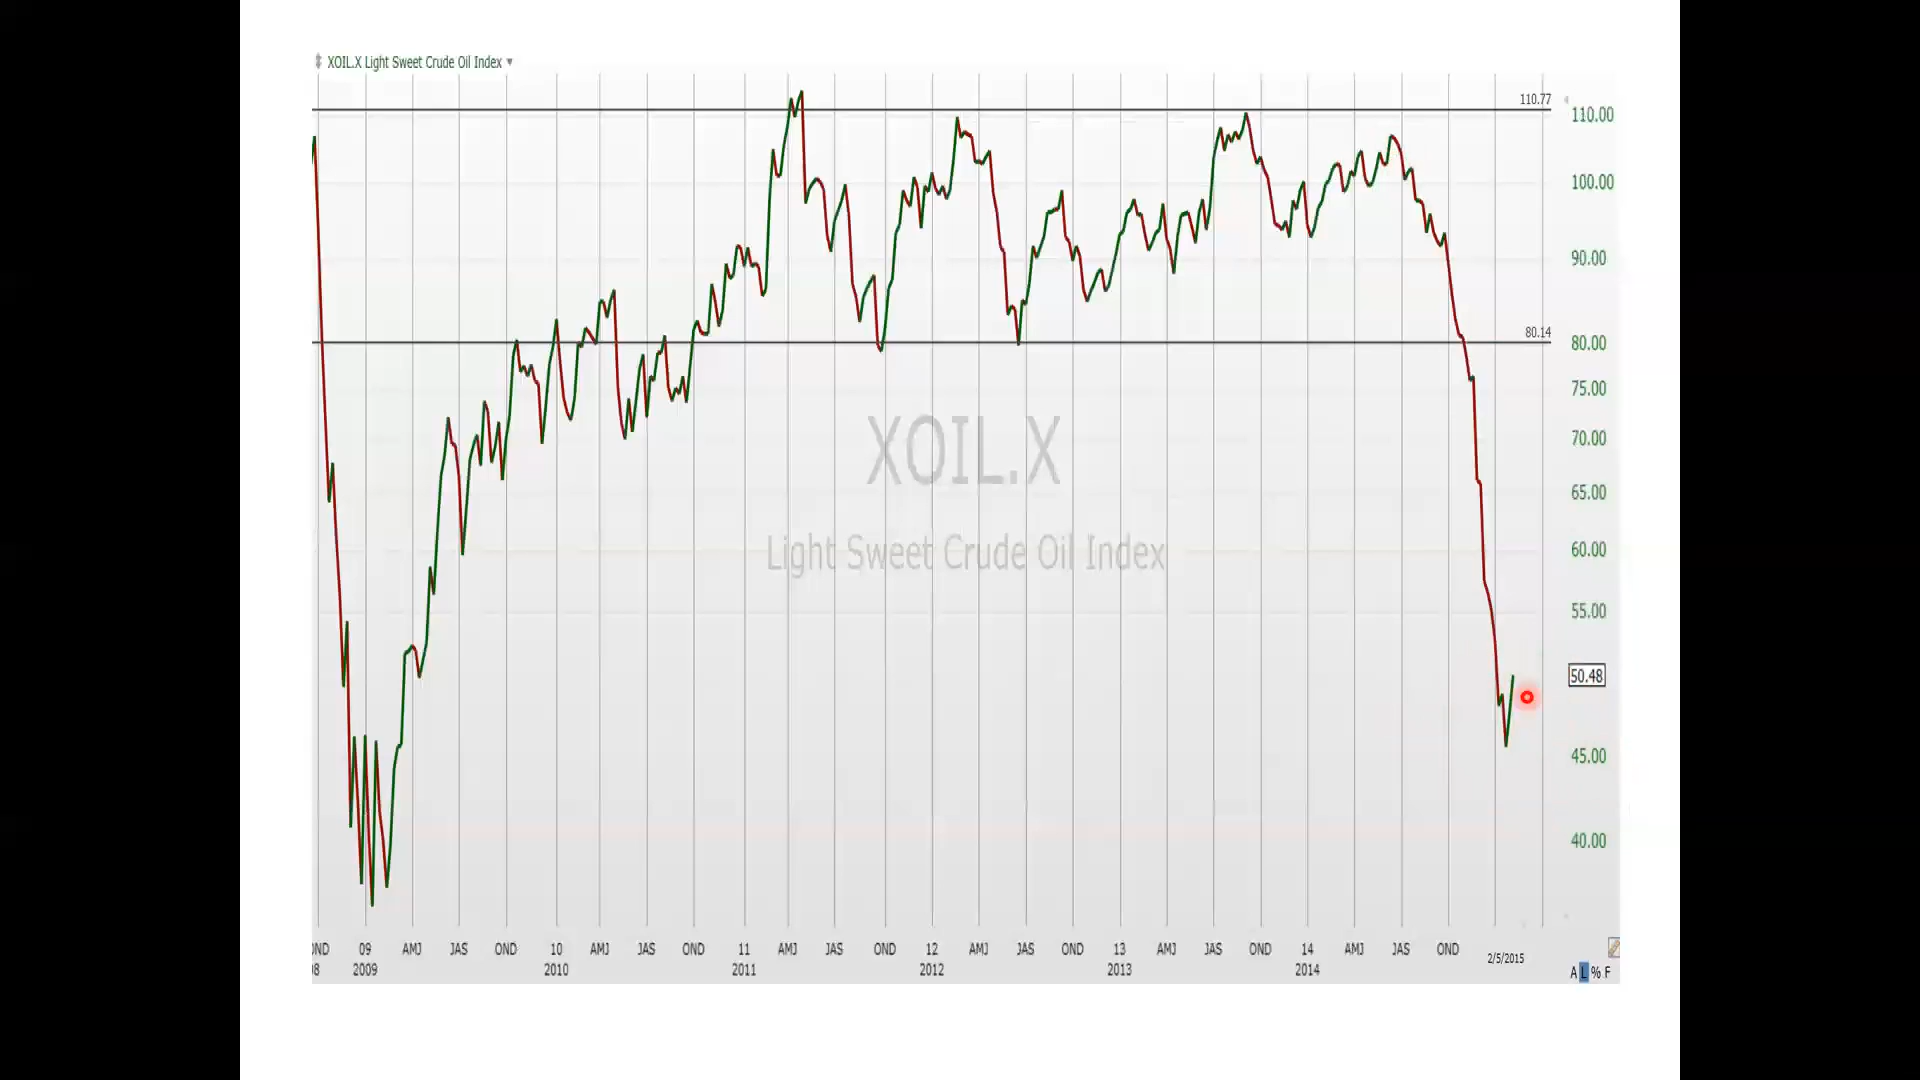 XOIL.X Light Sweet Crude Oil Index
110.77
110.00
100.00
90.00
80.14
80.00
75.00
70.00
XOIL.X
65.00
Light Sweet Crude Oil Index
60.00
55.00
50.48
45.00
40.00
OND 09 AMJ JAS OND 10 AMJ JAS OND 11 AMJ JAS OND 12 AMJ JAS OND 13 AMJ JAS OND 14 AMJ JAS OND
8 2009 2010 2011 2012 2013 2014 2/5/2015
A L % F